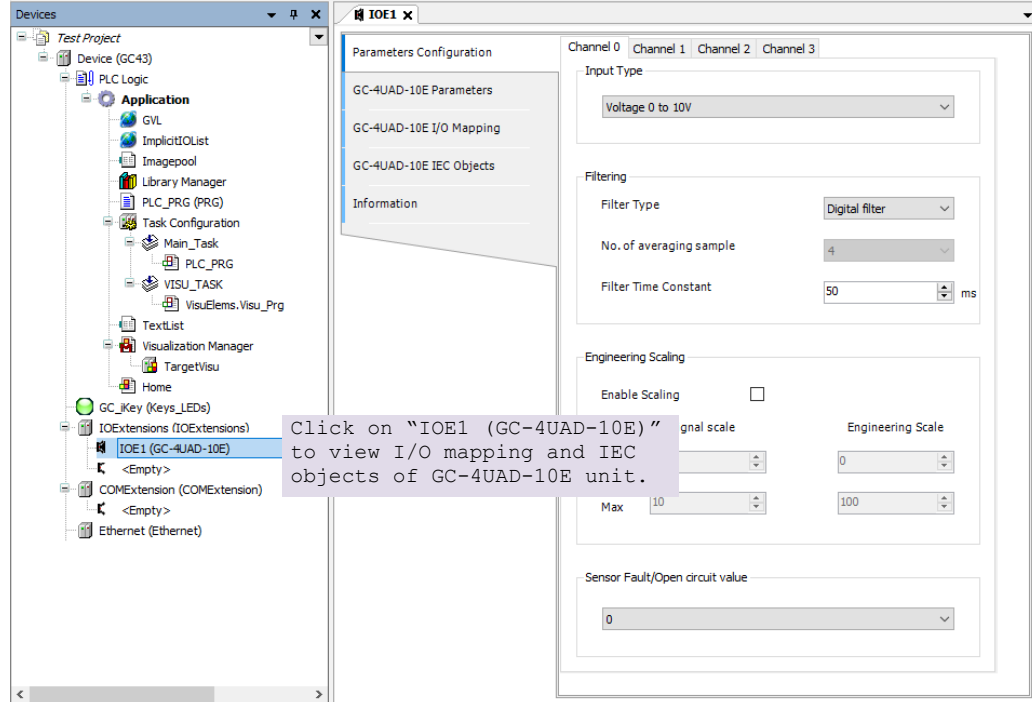 Devices
Test Project
Device (GC43)
PLC Logic
Application
GVL
ImplicitIOList
Imagepool
Library Manager
PLC_PRG (PRG)
Task Configuration
Main_Task
PLC_PRG
VISU_TASK
VisuElems.Visu_Prg
TextList
Visualization Manager
TargetVisu
Home
GC_iKey (Keys_LEDs)
IOExtensions (IOExtensions)
IOE1 (GC-4UAD-10E)
<Empty>
COMExtension (COMExtension)
<Empty>
Ethernet (Ethernet)
Click on “IOE1 (GC-4UAD-10E)”
to view I/O mapping and IEC
objects of GC-4UAD-10E unit.
IOE1
Parameters Configuration
GC-4UAD-10E Parameters
GC-4UAD-10E I/O Mapping
GC-4UAD-10E IEC Objects
Information
Channel 0 Channel 1 Channel 2 Channel 3
Input Type
Voltage 0 to 10V
Filtering
Filter Type Digital filter
No. of averaging sample 4
Filter Time Constant 50 ms
Engineering Scaling
Enable Scaling
gnal scale Engineering Scale
0
Max 10 100
Sensor Fault/Open circuit value
0